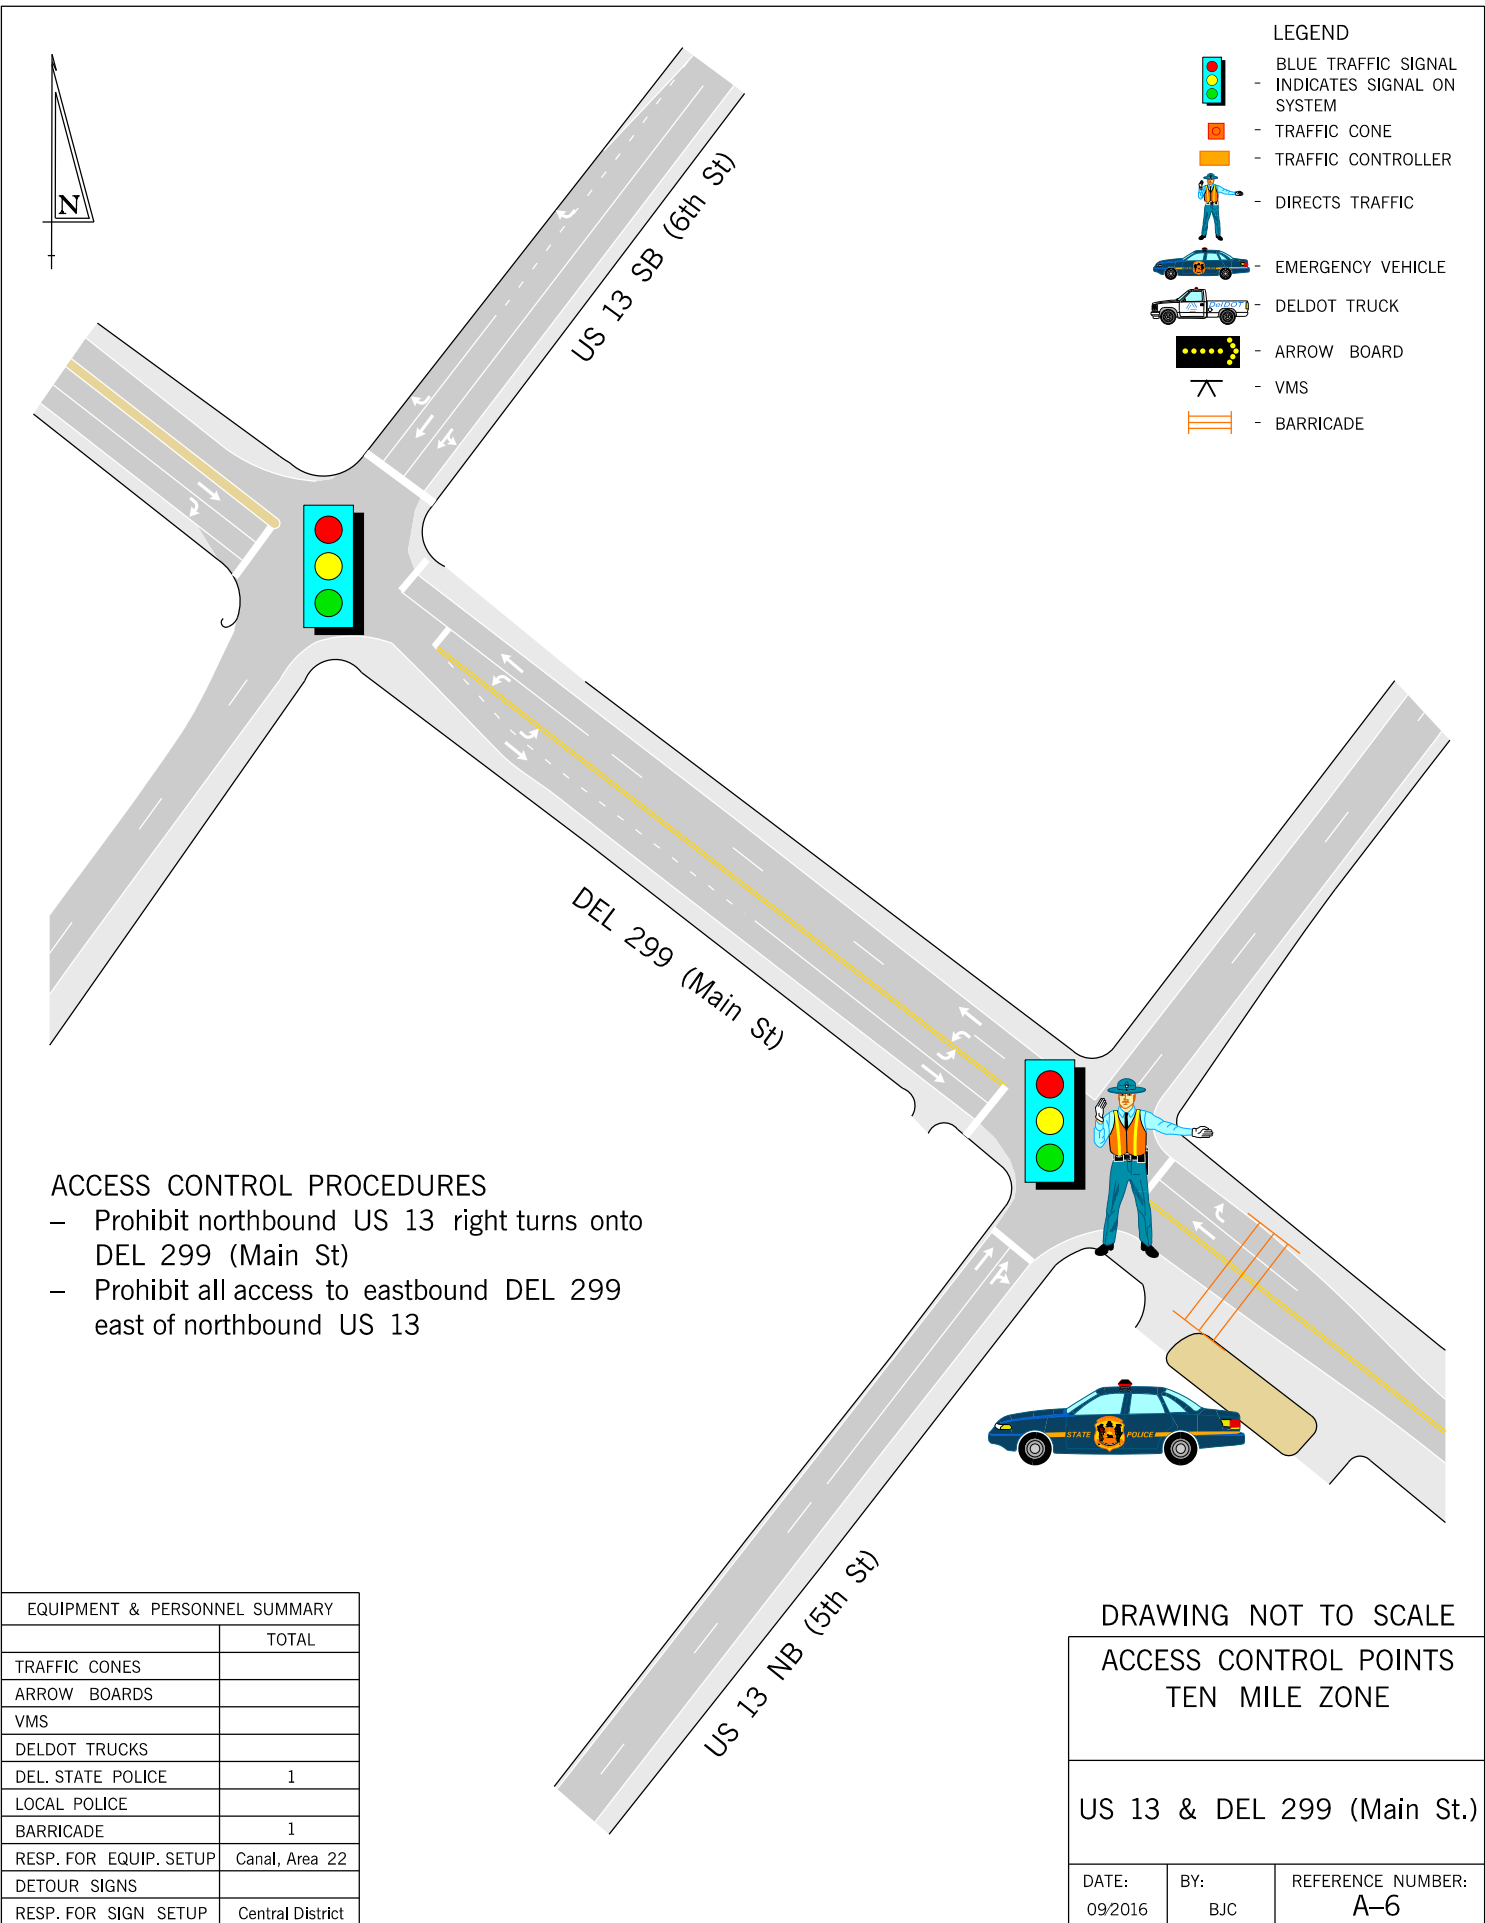 LEGEND
BLUE TRAFFIC SIGNAL
- INDICATES SIGNAL ON
SYSTEM
- TRAFFIC CONE
- TRAFFIC CONTROLLER
- DIRECTS TRAFFIC
- EMERGENCY VEHICLE
DelDOT
- DELDOT TRUCK
- ARROW BOARD
- VMS
- BARRICADE
N
US 13 SB (6th St)
DEL 299 (Main St)
ACCESS CONTROL PROCEDURES
– Prohibit northbound US 13 right turns onto
DEL 299 (Main St)
– Prohibit all access to eastbound DEL 299
east of northbound US 13
STATE POLICE
US 13 NB (5th St)
EQUIPMENT & PERSONNEL SUMMARY
TOTAL
TRAFFIC CONES
ARROW BOARDS
VMS
DELDOT TRUCKS
DEL. STATE POLICE 1
LOCAL POLICE
BARRICADE 1
RESP. FOR EQUIP. SETUP Canal, Area 22
DETOUR SIGNS
RESP. FOR SIGN SETUP Central District
DRAWING NOT TO SCALE
ACCESS CONTROL POINTS
TEN MILE ZONE
US 13 & DEL 299 (Main St.)
DATE: BY: REFERENCE NUMBER:
09/2016 BJC A–6